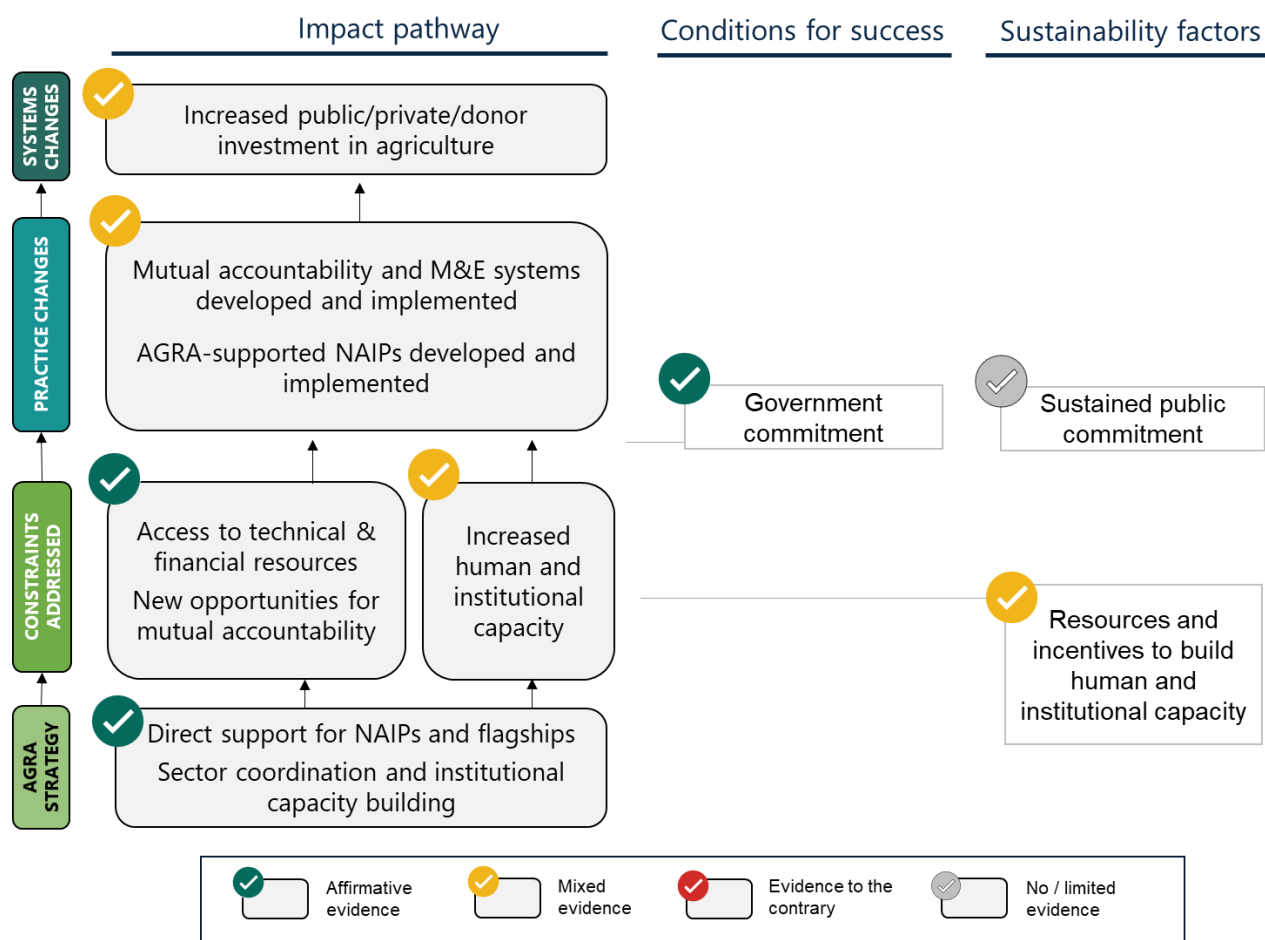 Impact pathway
Conditions for success
Sustainability factors
SYSTEMS
CHANGES
Increased public/private/donor
investment in agriculture
PRACTICE CHANGES
Mutual accountability and M&E systems
developed and implemented
AGRA-supported NAIPs developed and
implemented
Government
commitment
Sustained public
commitment
CONSTRAINTS
ADDRESSED
Access to technical &
financial resources
New opportunities for
mutual accountability
Increased
human and
institutional
capacity
Resources and
incentives to build
human and
institutional capacity
AGRA
STRATEGY
Direct support for NAIPs and flagships
Sector coordination and institutional
capacity building
Affirmative
evidence
Mixed
evidence
Evidence to the
contrary
No / limited
evidence